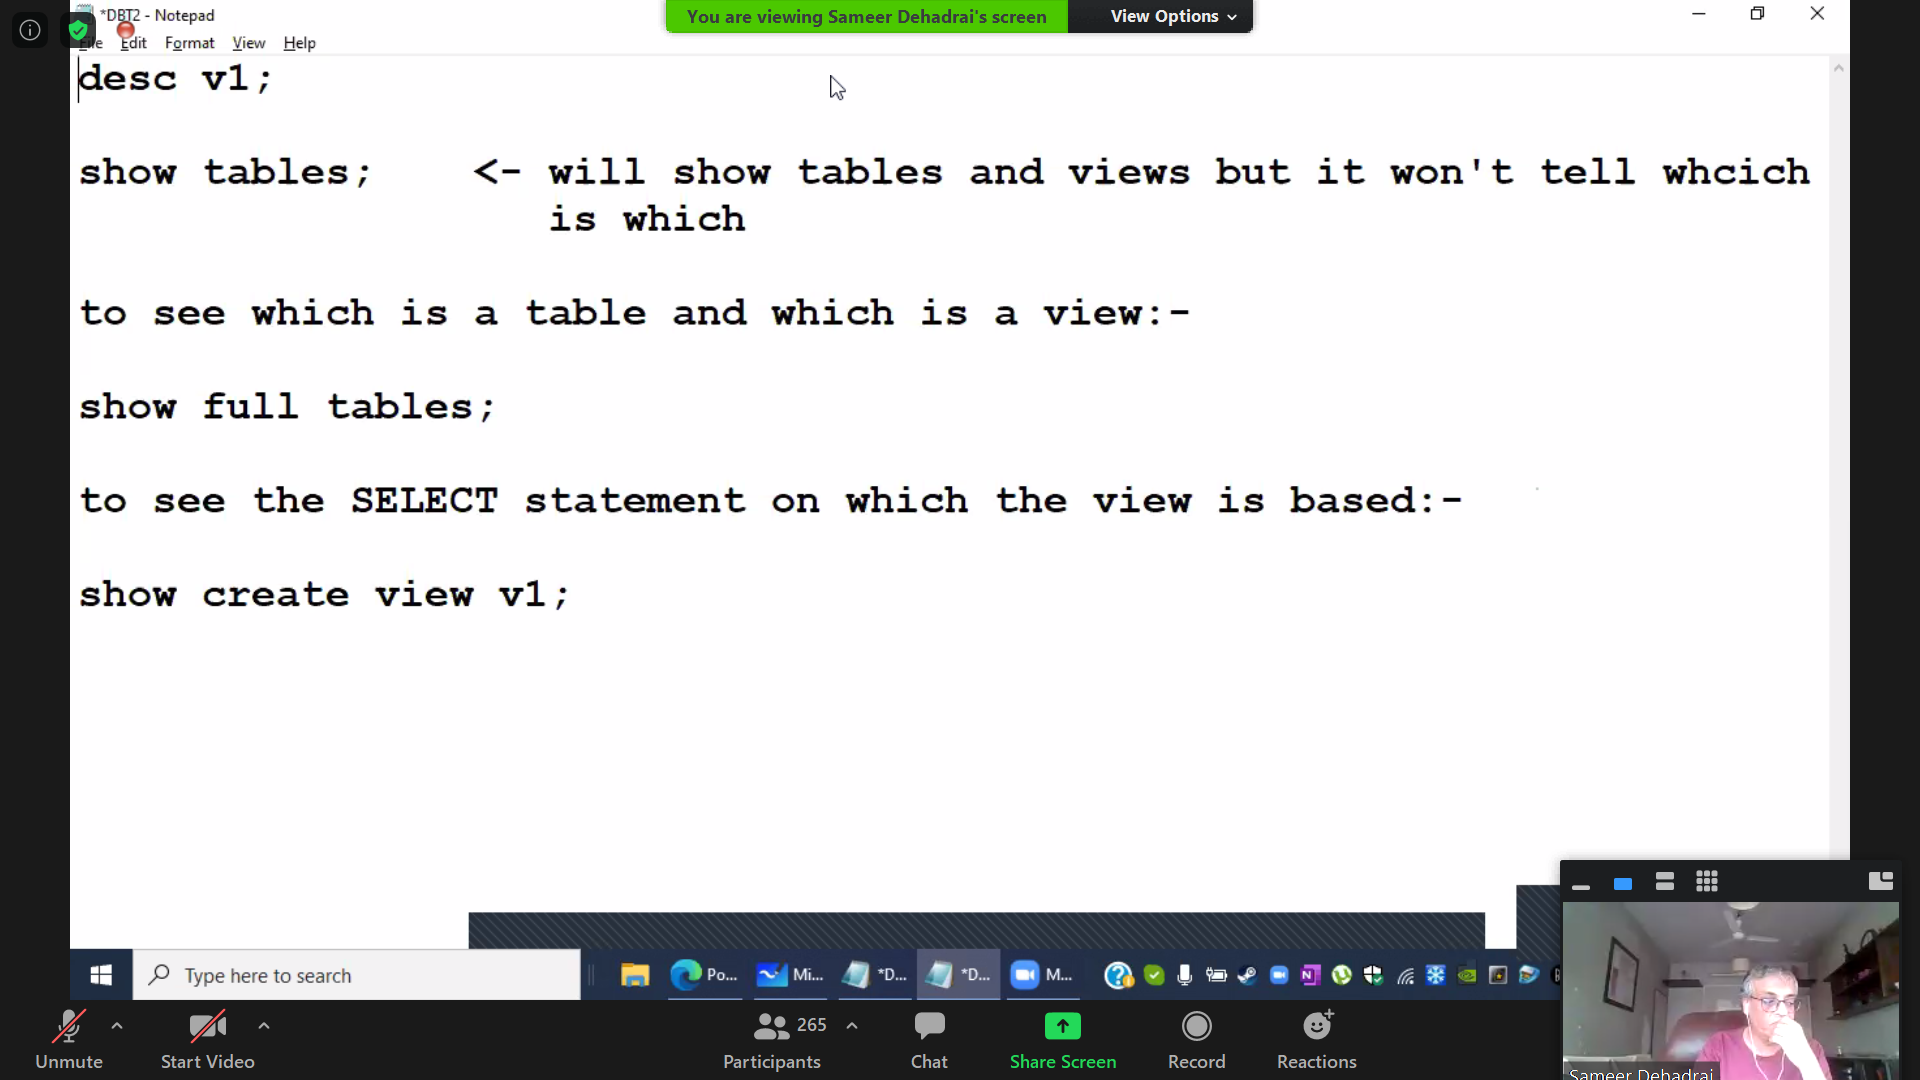 *DBT2 - Notepad
You are viewing Sameer Dehadrai's screen
View Options
File Edit Format View Help
desc v1;
show tables; <- will show tables and views but it won't tell whcich
is which
to see which is a table and which is a view:-
show full tables;
to see the SELECT statement on which the view is based:-
show create view v1;
Type here to search
Po...
Mi...
*D...
*D...
M...
Unmute
Start Video
265
Participants
Chat
Share Screen
Record
Reactions
Sameer Dehadrai